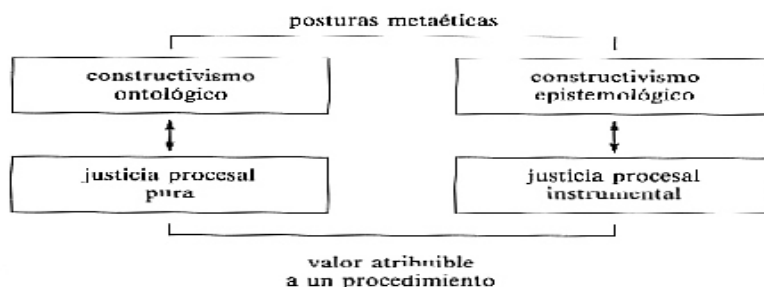 posturas metaéticas
constructivismo
ontológico
constructivismo
epistemológico
justicia procesal
pura
justicia procesal
instrumental
valor atribuible
a un procedimiento